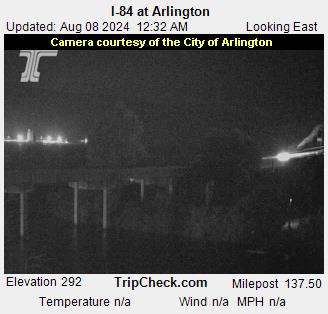 I-84 at Arlington
Updated: Aug 08 2024 12:32 AM Looking East
Camera courtesy of the City of Arlington
Elevation 292 TripCheck.com Milepost 137.50
Temperature n/a Wind n/a MPH n/a